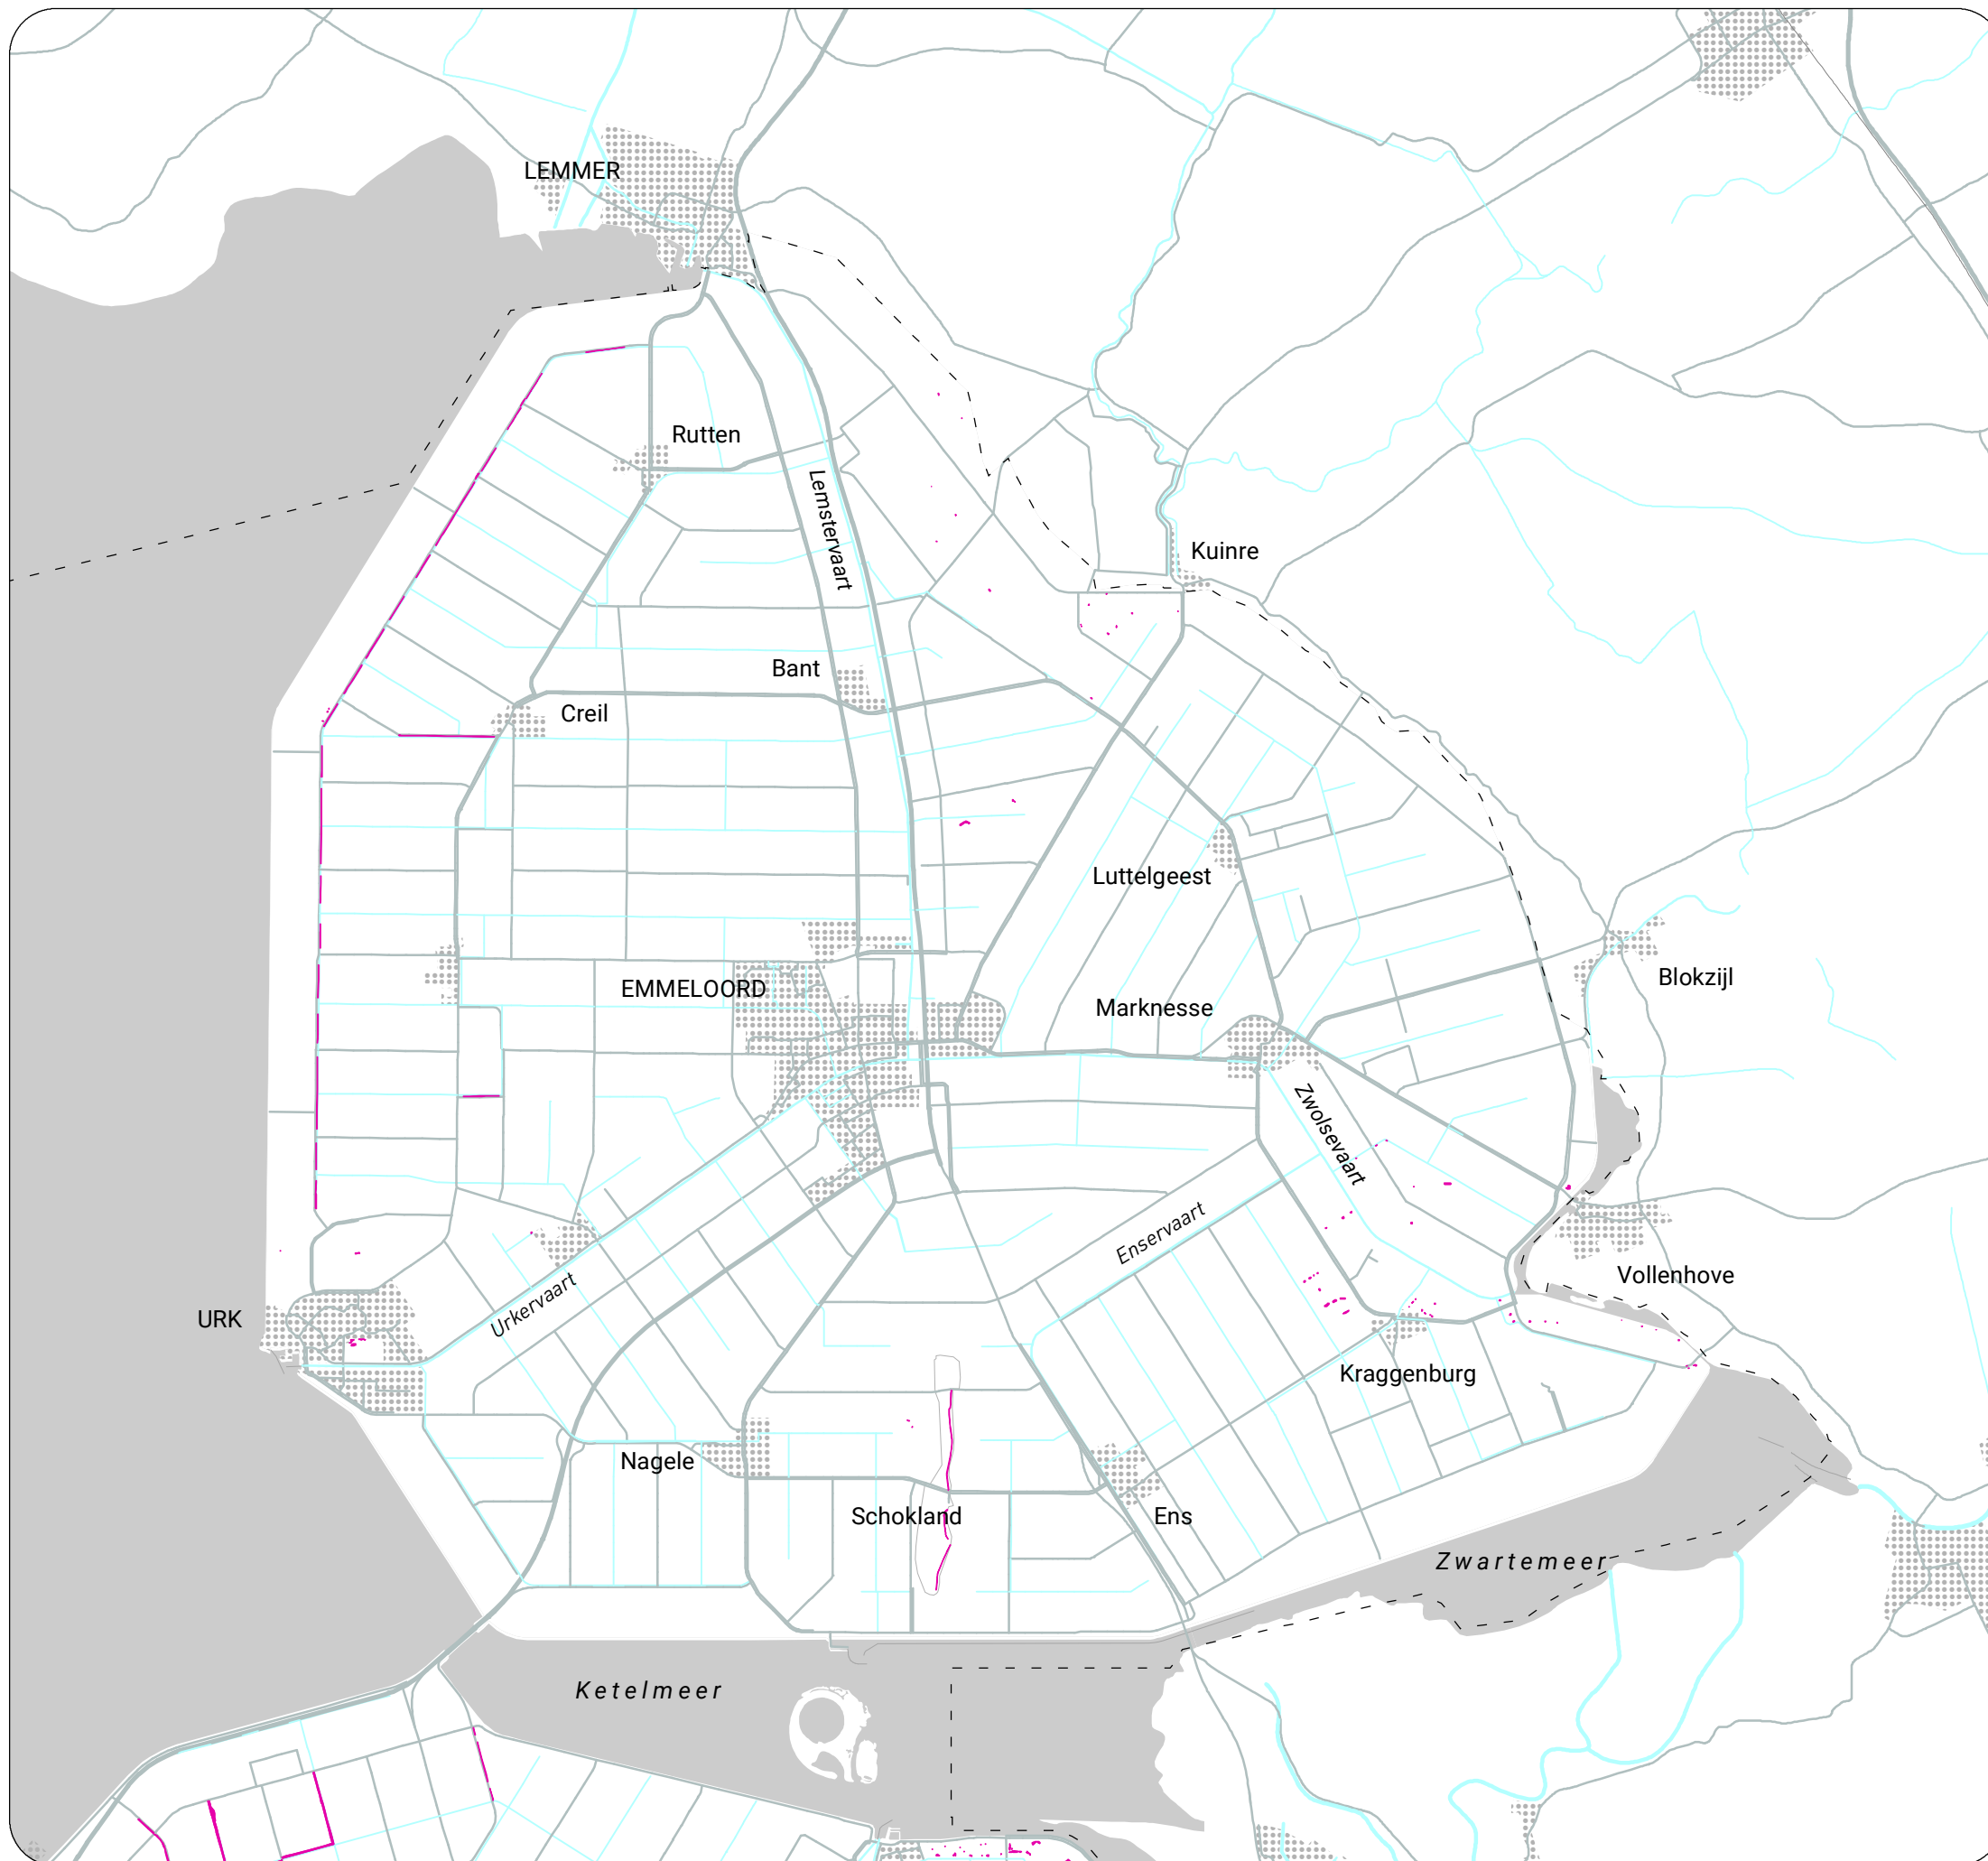 LEMMER
Rutten
Lemstervaart
Kuinre
Bant
Creil
Luttelgeest
EMMELOORD
Blokzijl
Marknesse
Zwolsevaart
Enservaart
Vollenhove
Urkervaart
URK
Kraggenburg
Nagele
Schokland
Ens
Zwartemeer
Ketelmeer